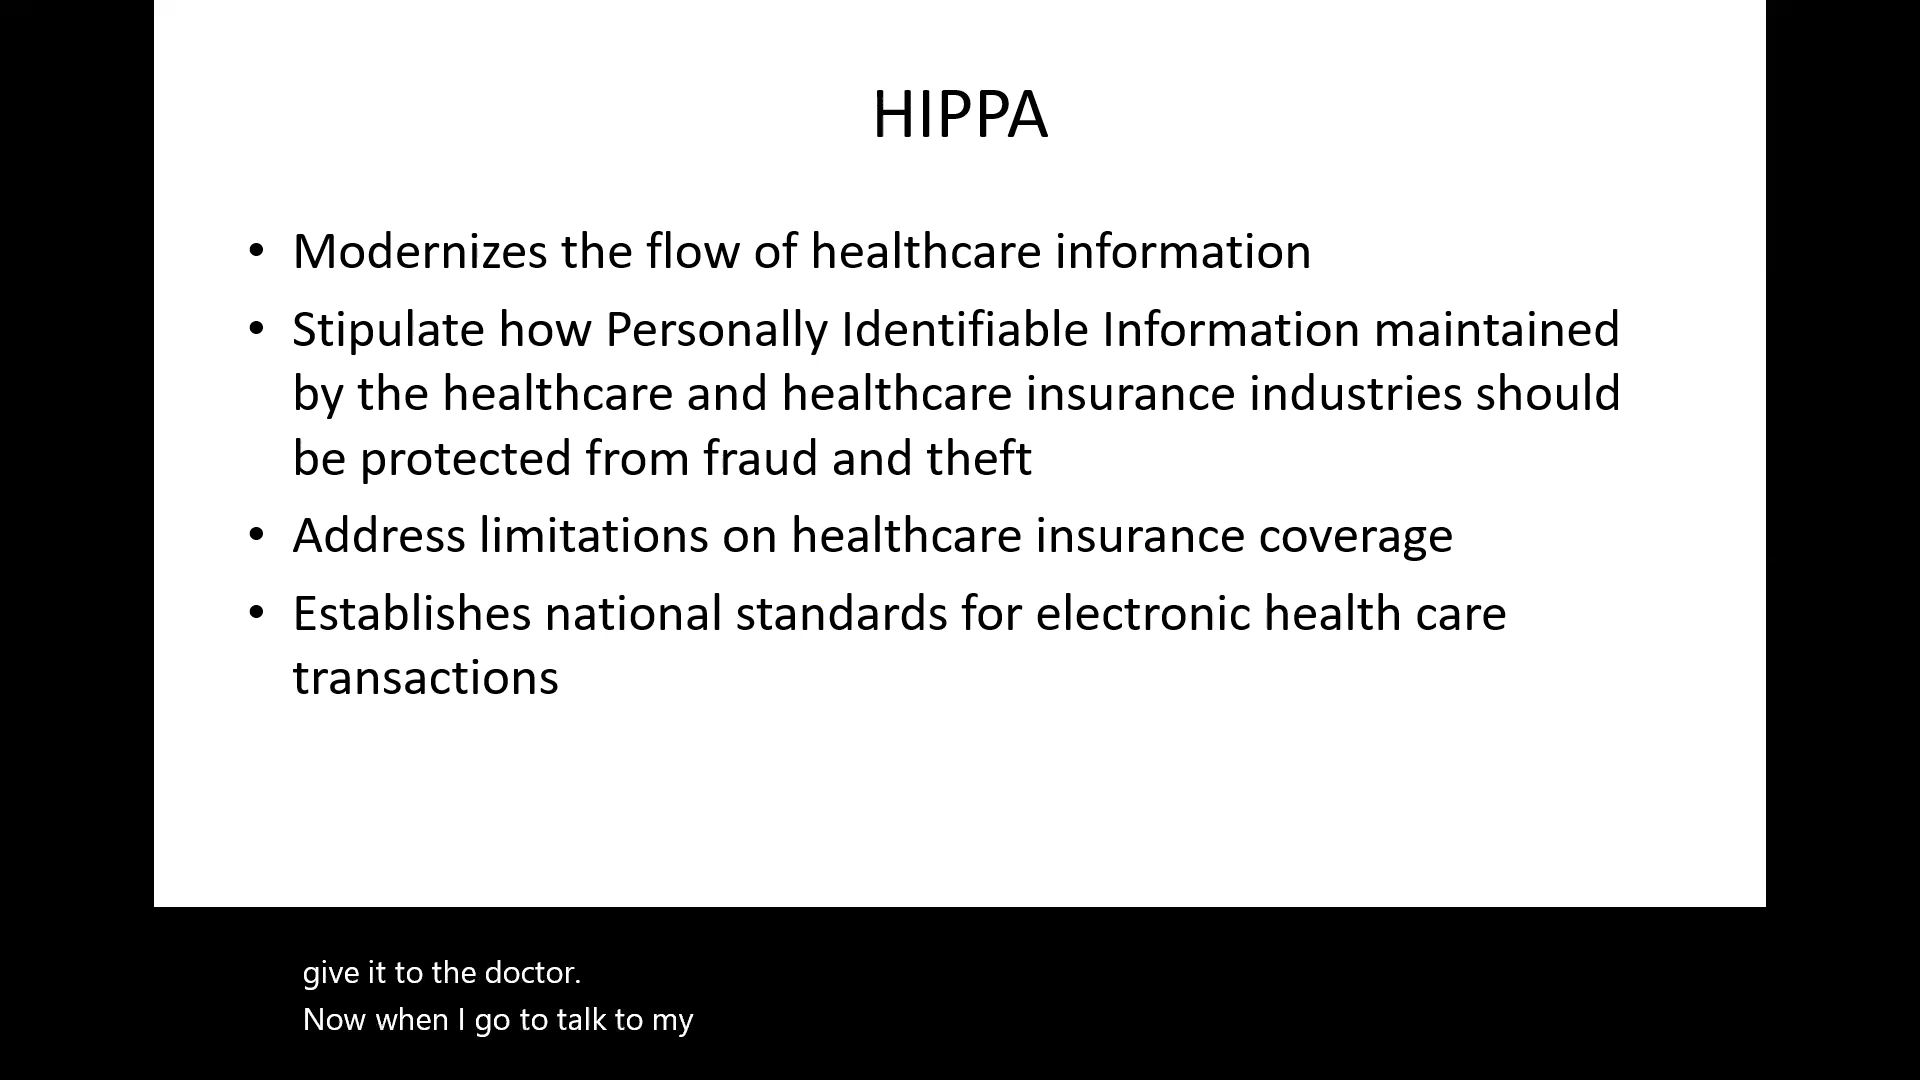 HIPPA
• Modernizes the flow of healthcare information
• Stipulate how Personally Identifiable Information maintained
by the healthcare and healthcare insurance industries should
be protected from fraud and theft
• Address limitations on healthcare insurance coverage
• Establishes national standards for electronic health care
transactions
give it to the doctor.
Now when I go to talk to my